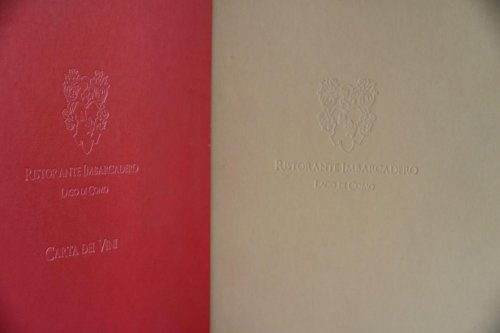 Ristorante Imbarcadero
Lago di Como
Carta dei Vini
Ristorante Imbarcadero
Lago di Como